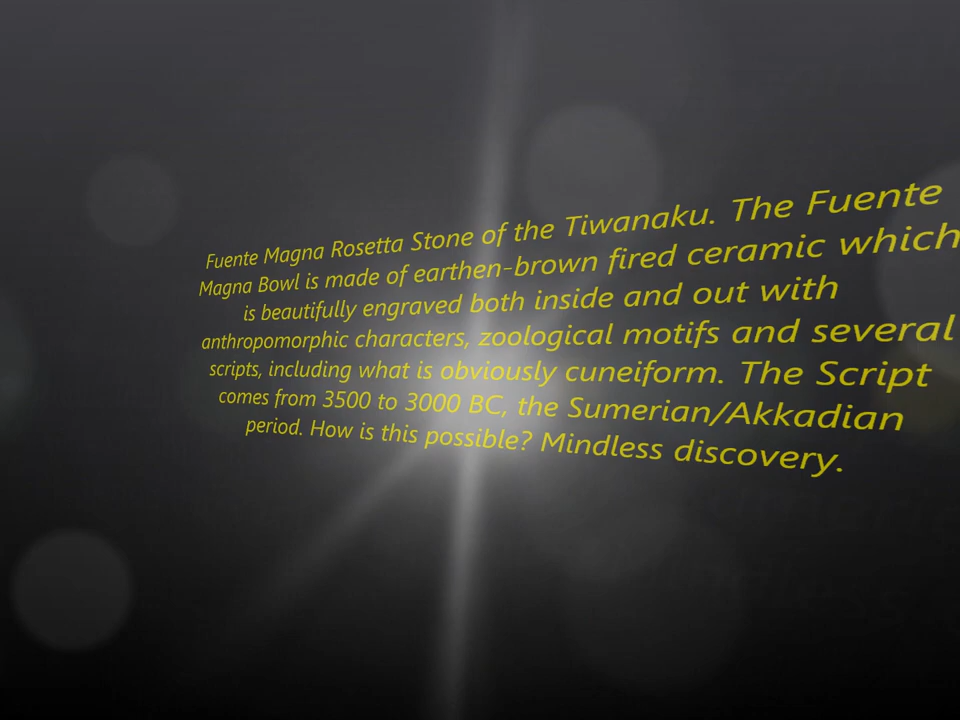 Fuente Magna Rosetta Stone of the Tiwanaku. The Fuente
Magna Bowl is made of earthen-brown fired ceramic which
is beautifully engraved both inside and out with
anthropomorphic characters, zoological motifs and several
scripts, including what is obviously cuneiform. The Script
comes from 3500 to 3000 BC, the Sumerian/Akkadian
period. How is this possible? Mindless discovery.